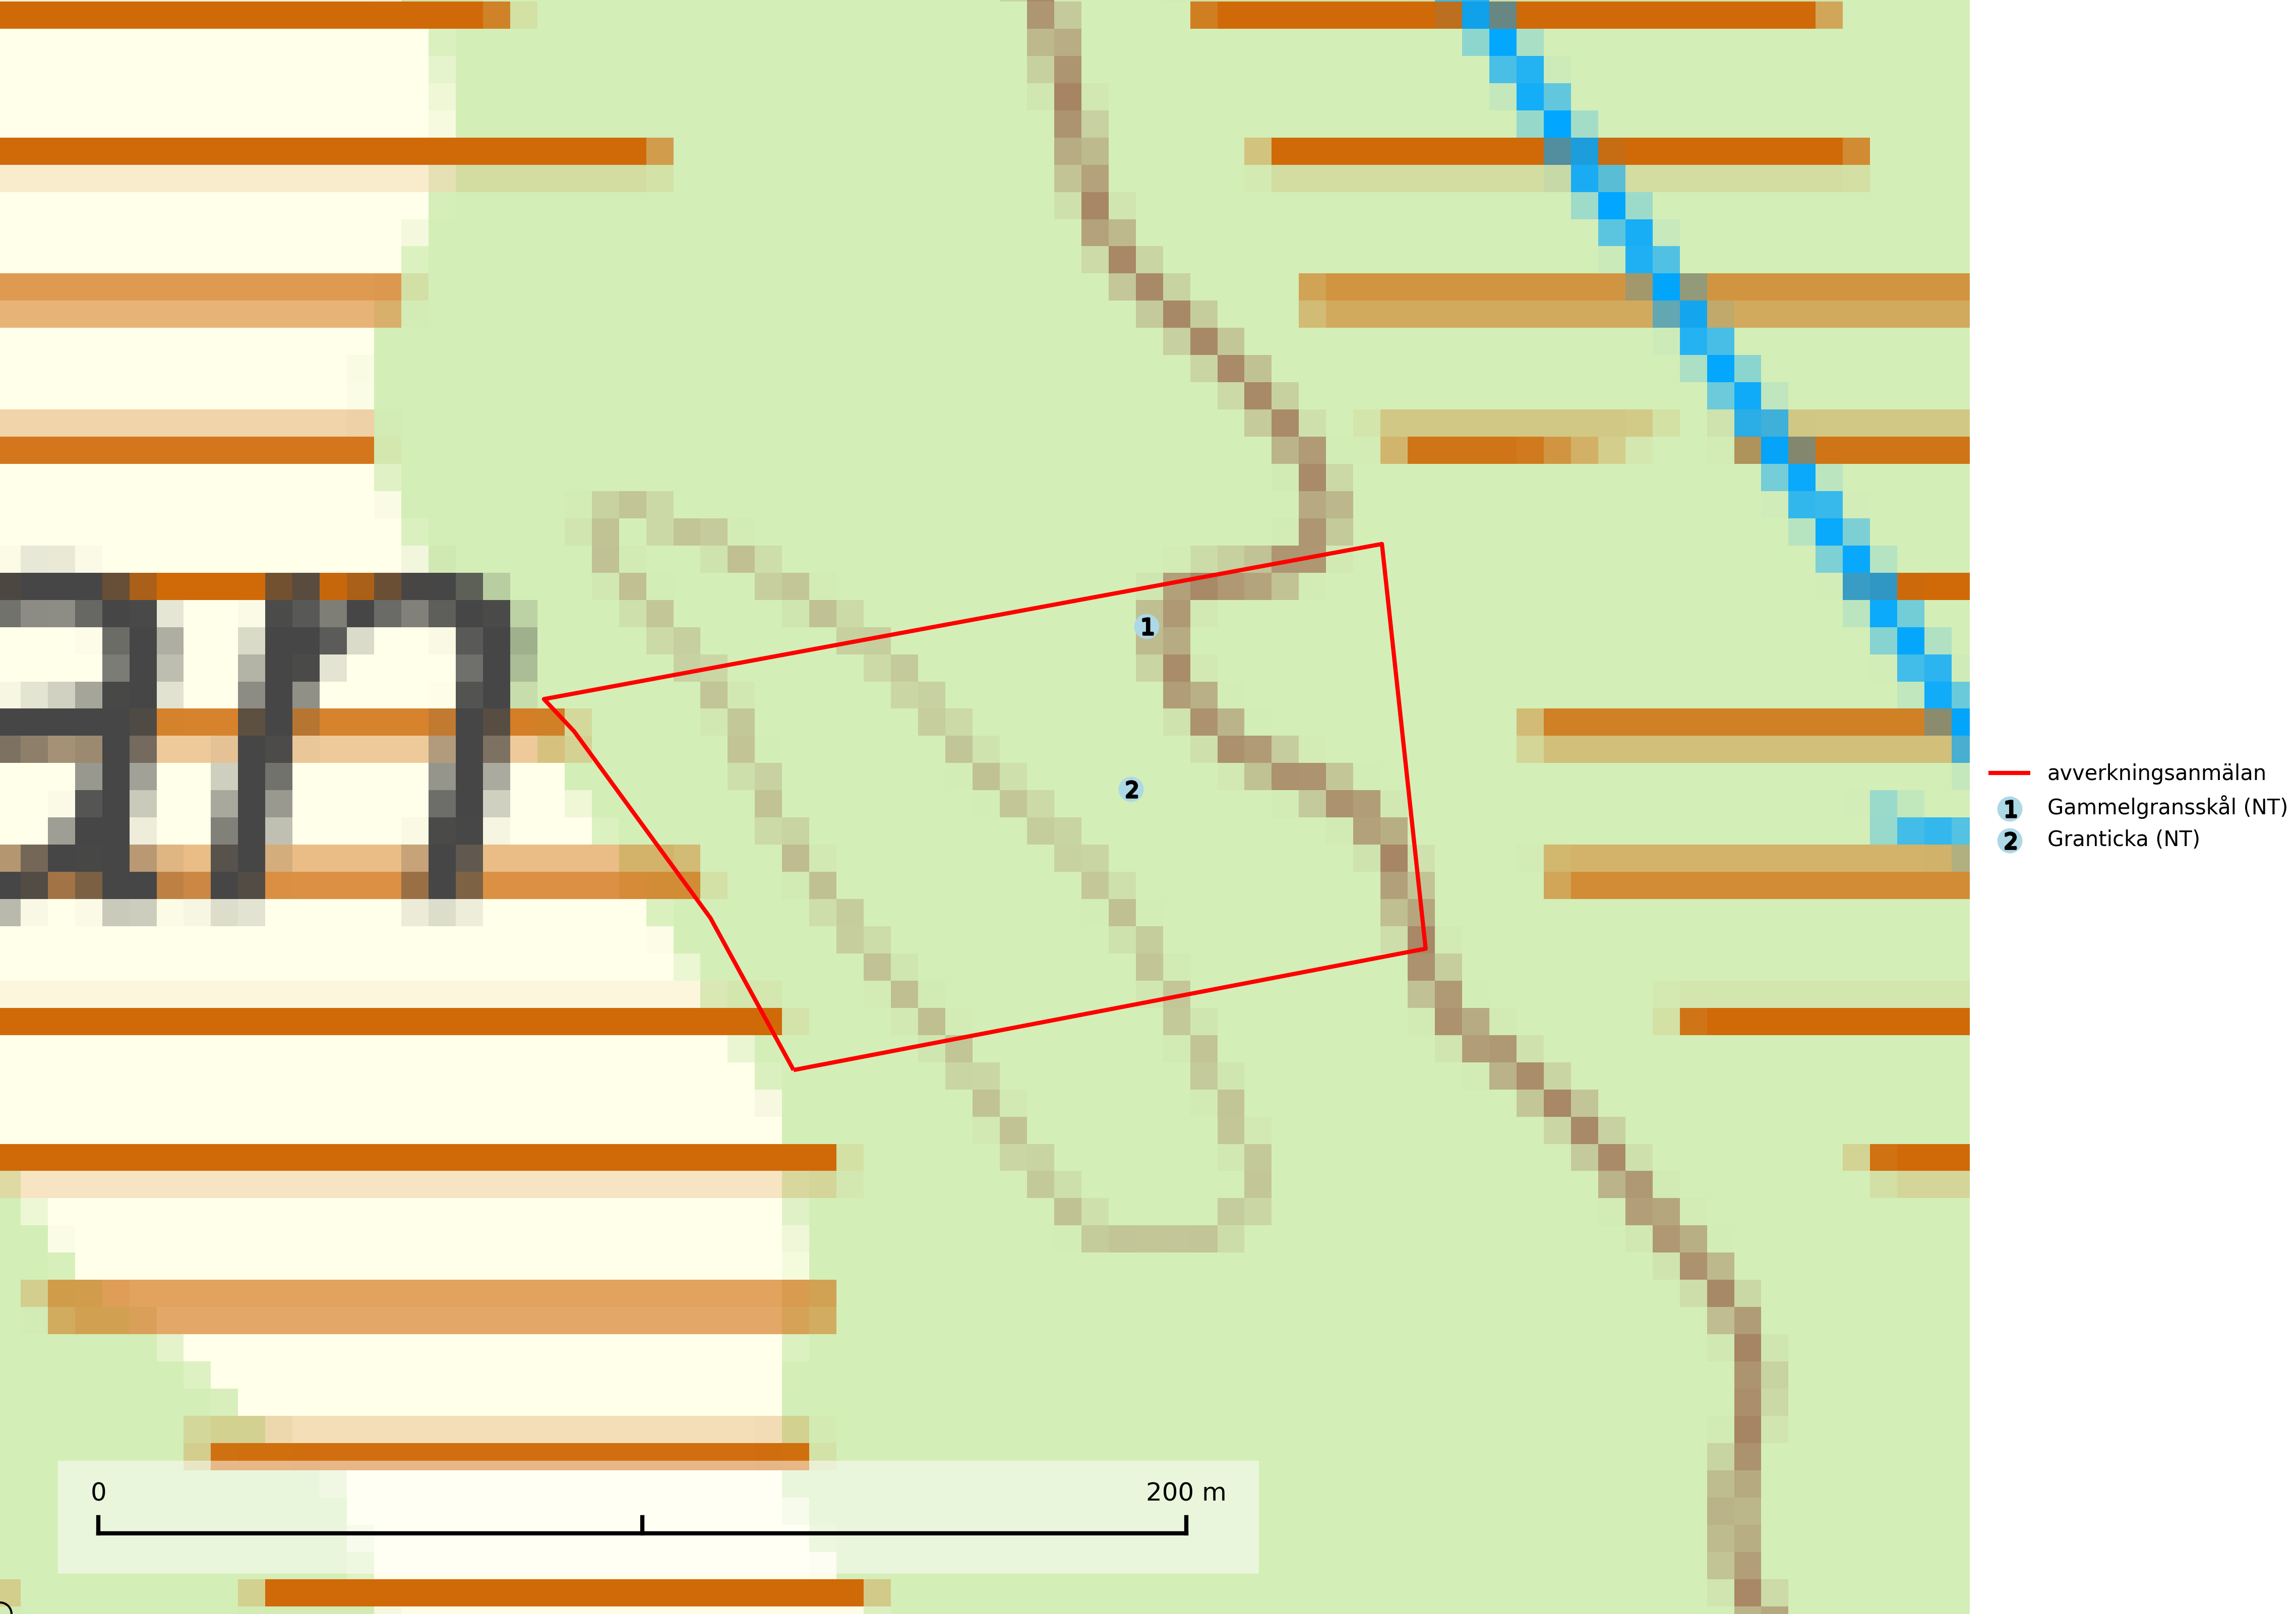 1
2
avverkningsanmälan
1 Gammelgransskål (NT)
2 Granticka (NT)
0 200 m